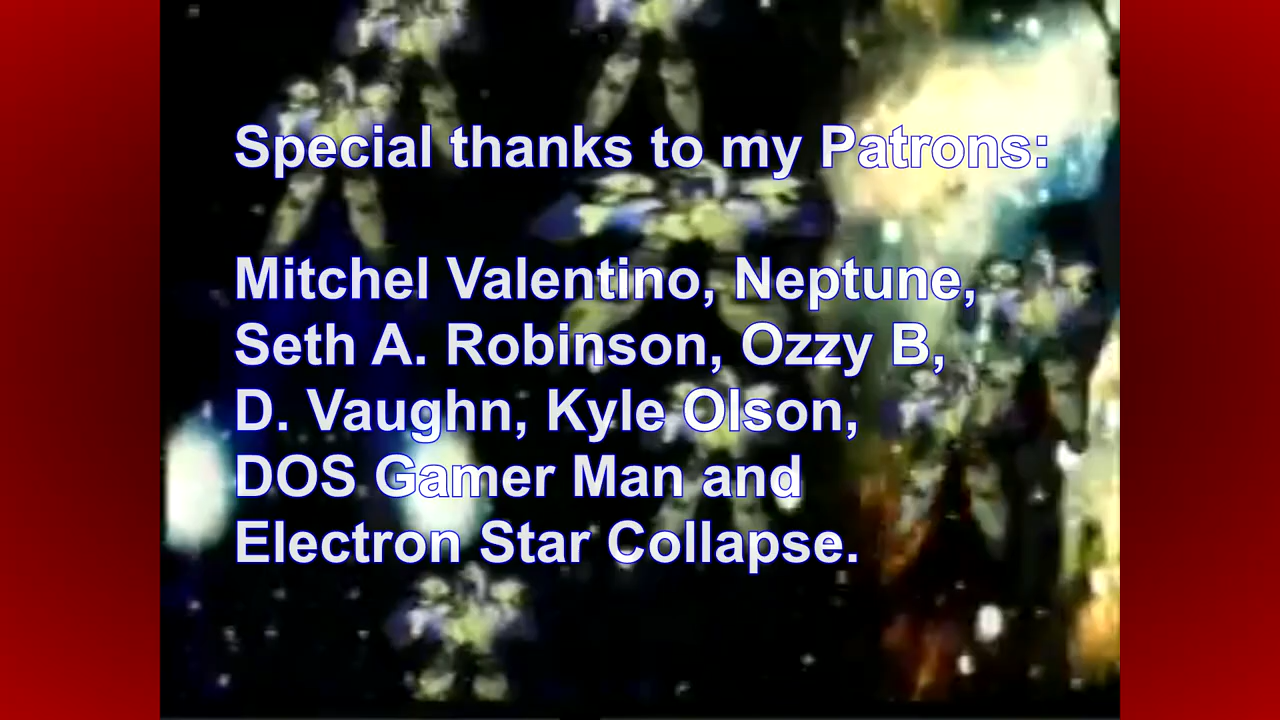 Special thanks to my Patrons:
Mitchel Valentino, Neptune,
Seth A. Robinson, Ozzy B,
D. Vaughn, Kyle Olson,
DOS Gamer Man and
Electron Star Collapse.